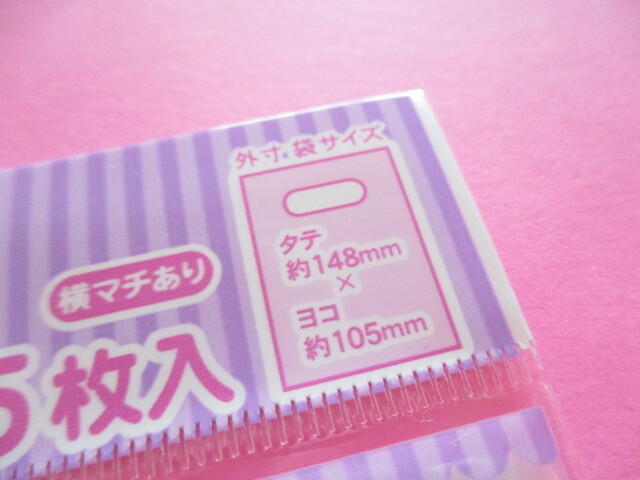 外寸.袋サイズ
タテ
約148mm
×
ヨコ
約105mm
横マチあり
5枚入